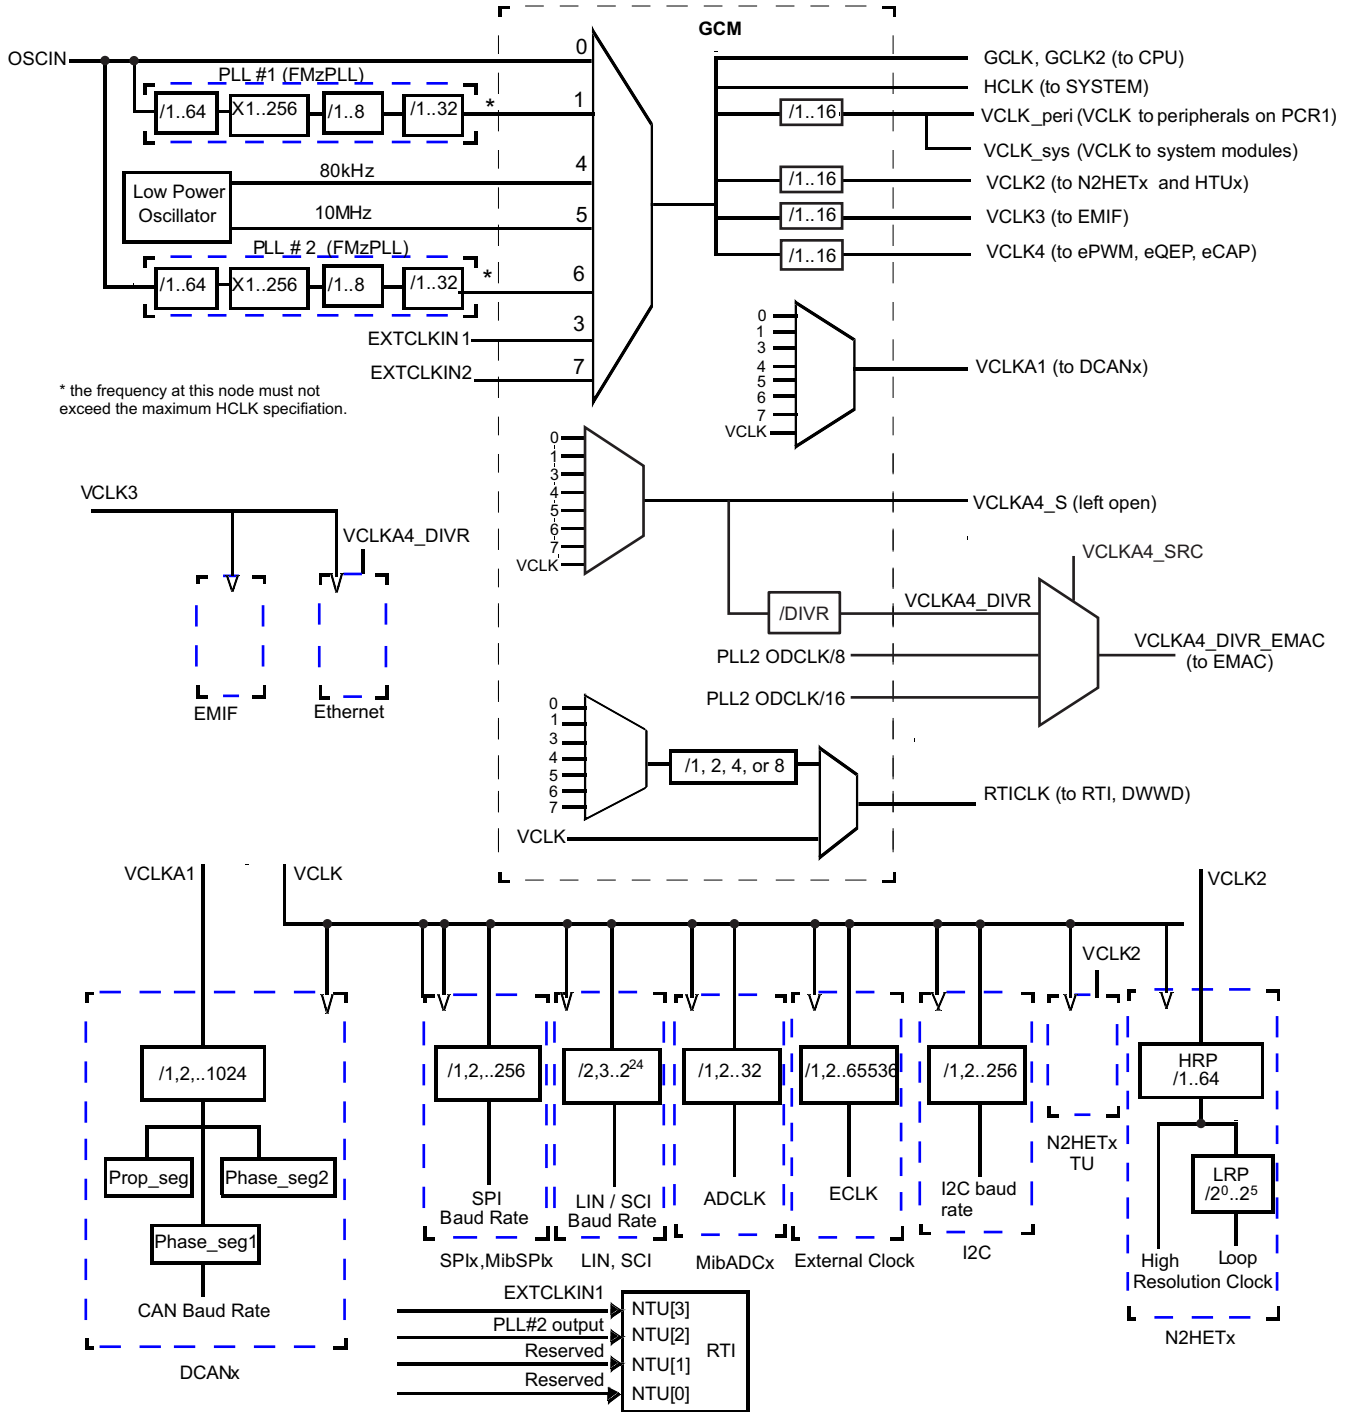 GCM
OSCIN
0
PLL #1 (FMzPLL)
/1..64
X1..256
/1..8
/1..32
*
1
80kHz
4
Low Power
Oscillator
10MHz
5
PLL # 2 (FMzPLL)
/1..64
X1..256
/1..8
/1..32
*
6
EXTCLKIN1
3
EXTCLKIN2
7
* the frequency at this node must not
exceed the maximum HCLK specifiation.
GCLK, GCLK2 (to CPU)
HCLK (to SYSTEM)
/1..16
VCLK_peri (VCLK to peripherals on PCR1)
VCLK_sys (VCLK to system modules)
/1..16
VCLK2 (to N2HETx and HTUx)
/1..16
VCLK3 (to EMIF)
/1..16
VCLK4 (to ePWM, eQEP, eCAP)
0
1
3
4
5
6
7
VCLK
VCLKA1 (to DCANx)
0
1
3
4
5
6
7
VCLK
VCLKA4_S (left open)
VCLK3
VCLKA4_DIVR
EMIF
Ethernet
VCLKA4_SRC
/DIVR
VCLKA4_DIVR
PLL2 ODCLK/8
PLL2 ODCLK/16
VCLKA4_DIVR_EMAC
(to EMAC)
0
1
3
4
5
6
7
/1, 2, 4, or 8
VCLK
RTICLK (to RTI, DWWD)
VCLKA1
VCLK
VCLK2
VCLK2
/1,2,..1024
Prop_seg
Phase_seg2
Phase_seg1
CAN Baud Rate
DCANx
/1,2,..256
SPI
Baud Rate
SPIx,MibSPIx
/2,3..2²⁴
LIN / SCI
Baud Rate
LIN, SCI
/1,2..32
ADCLK
MibADCx
/1,2..65536
ECLK
External Clock
/1,2..256
I2C baud
rate
I2C
N2HETx
TU
HRP
/1..64
LRP
/2⁰..2⁵
High
Loop
Resolution Clock
N2HETx
EXTCLKIN1
NTU[3]
PLL#2 output
NTU[2]
RTI
Reserved
NTU[1]
Reserved
NTU[0]